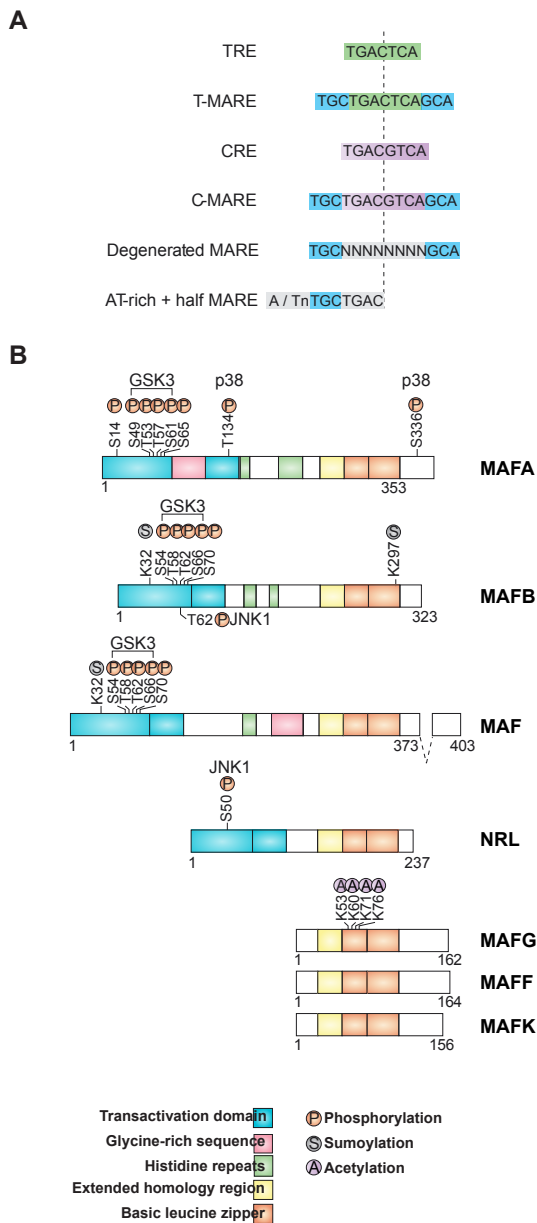 A
TRE TGACTCA
T-MARE TGCTGACTCAGCA
CRE TGACGTCA
C-MARE TGCTGACGTCAGCA
Degenerated MARE TGCNNNNNNNNGCA
AT-rich + half MARE A / TnTGCTGAC
B
GSK3 p38 p38
P P P P P P P P
S14 S49 T53 T57 S61 S65 T134 S336
MAFA
1 353
GSK3
S P P P P P S
K32 S54 T58 T62 S66 S70 K297
MAFB
1 T62 P JNK1 323
GSK3
S P P P P P
K32 S54 T58 T62 S66 S70
MAF
1 373 403
JNK1
P
S50
NRL
1 237
A A A A
K53 K60 K71 K76
MAFG
1 162
MAFF
1 164
MAFK
1 156
Transactivation domain P Phosphorylation
Glycine-rich sequence S Sumoylation
Histidine repeats A Acetylation
Extended homology region
Basic leucine zipper